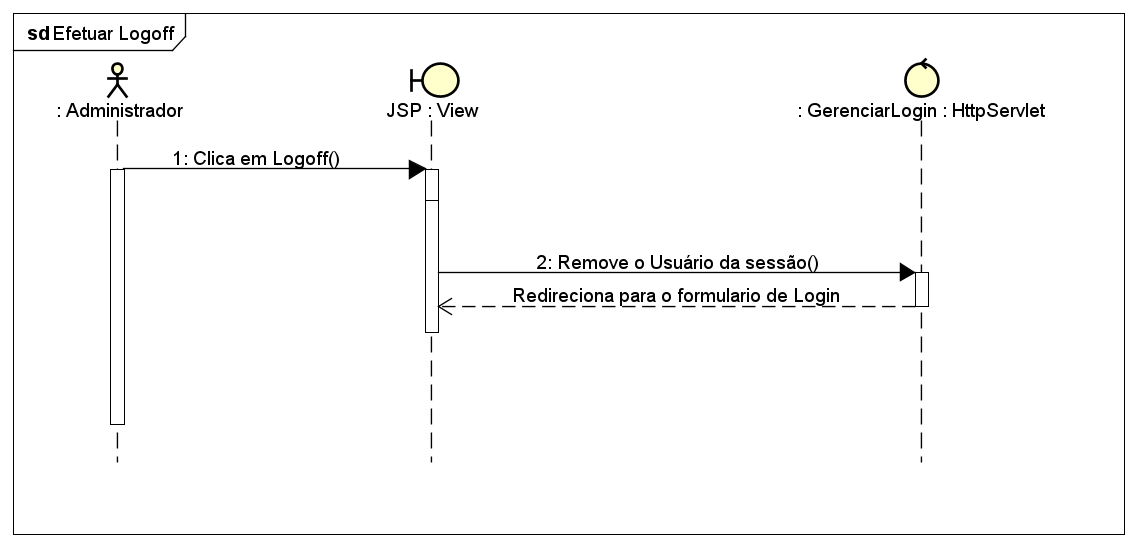 sd Efetuar Logoff
: Administrador
JSP : View
: GerenciarLogin : HttpServlet
1: Clica em Logoff()
2: Remove o Usuário da sessão()
Redireciona para o formulario de Login